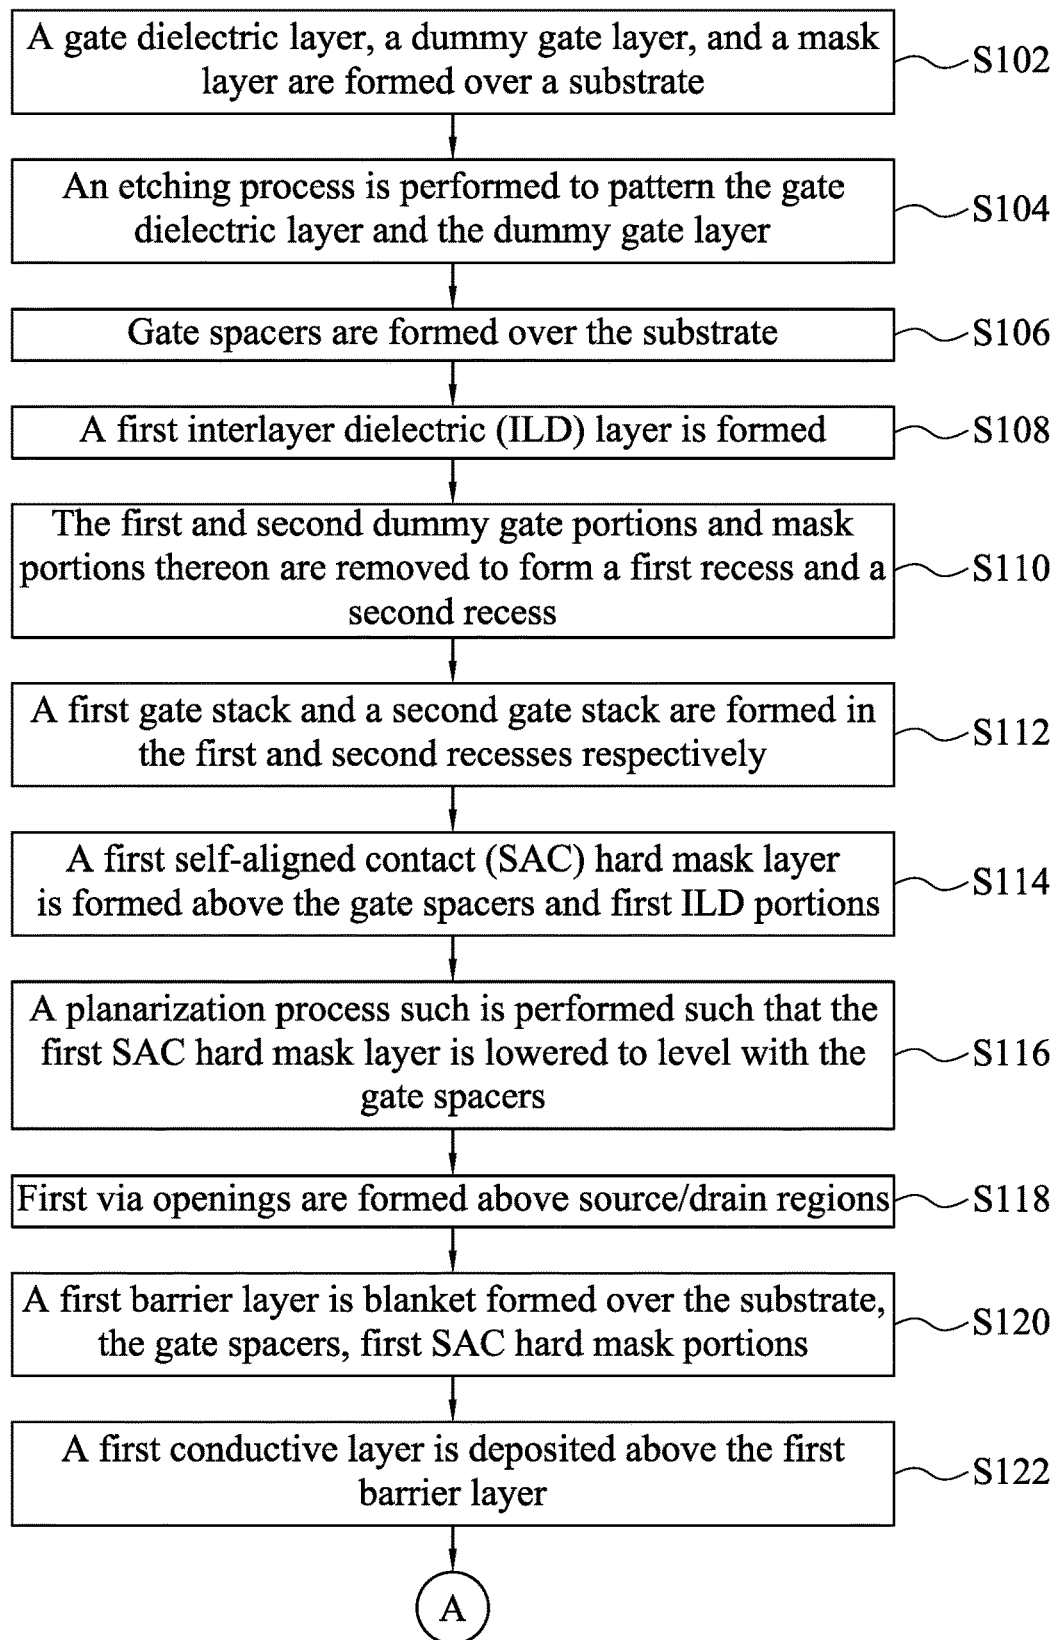 A gate dielectric layer, a dummy gate layer, and a mask
layer are formed over a substrate
S102
An etching process is performed to pattern the gate
dielectric layer and the dummy gate layer
S104
Gate spacers are formed over the substrate
S106
A first interlayer dielectric (ILD) layer is formed
S108
The first and second dummy gate portions and mask
portions thereon are removed to form a first recess and a
second recess
S110
A first gate stack and a second gate stack are formed in
the first and second recesses respectively
S112
A first self-aligned contact (SAC) hard mask layer
is formed above the gate spacers and first ILD portions
S114
A planarization process such is performed such that the
first SAC hard mask layer is lowered to level with the
gate spacers
S116
First via openings are formed above source/drain regions
S118
A first barrier layer is blanket formed over the substrate,
the gate spacers, first SAC hard mask portions
S120
A first conductive layer is deposited above the first
barrier layer
S122
A